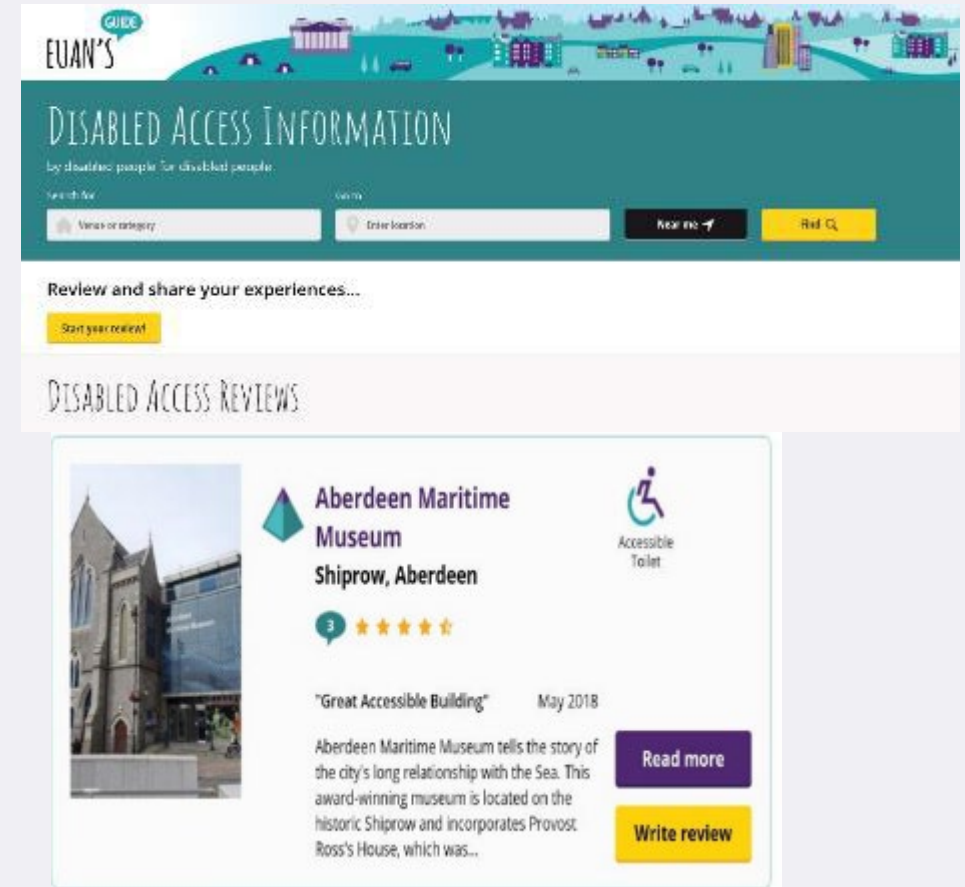 GUIDE
EUAN'S
DISABLED ACCESS INFORMATION
by disabled people for disabled people
Search for
Go to
Venue or category
Enter location
Near me
Find
Review and share your experiences...
Start your review!
DISABLED ACCESS REVIEWS
Aberdeen Maritime
Museum
Shiprow, Aberdeen
3
Accessible
Toilet
"Great Accessible Building" May 2018
Aberdeen Maritime Museum tells the story of
the city's long relationship with the Sea. This
award-winning museum is located on the
historic Shiprow and incorporates Provost
Ross's House, which was...
Read more
Write review